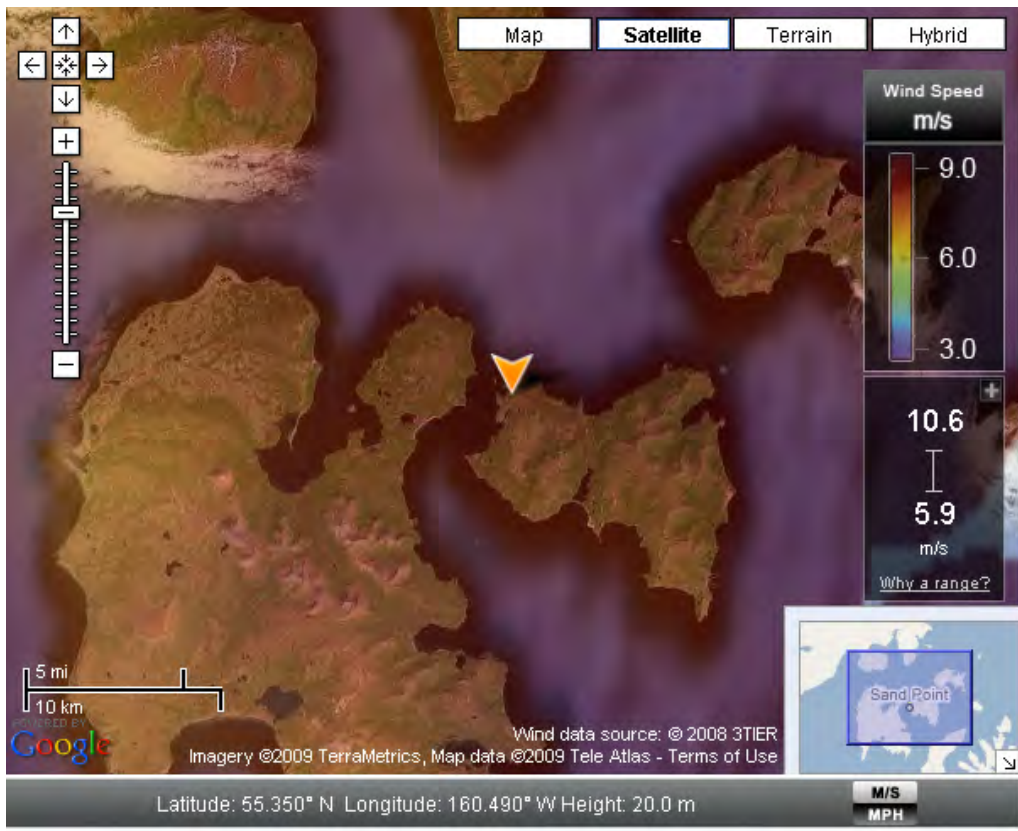 Map Satellite Terrain Hybrid
Wind Speed
m/s
9.0
6.0
3.0
10.6
5.9
m/s
Why a range?
Sand Point
5 mi
10 km
POWERED BY
Google
Wind data source: © 2008 3TIER
Imagery ©2009 TerraMetrics, Map data ©2009 Tele Atlas - Terms of Use
Latitude: 55.350° N Longitude: 160.490° W Height: 20.0 m
M/S
MPH